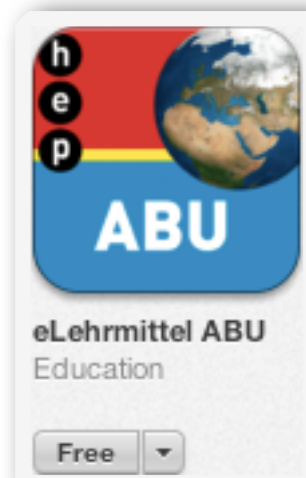 h
e
p
ABU
eLehrmittel ABU
Education
Free